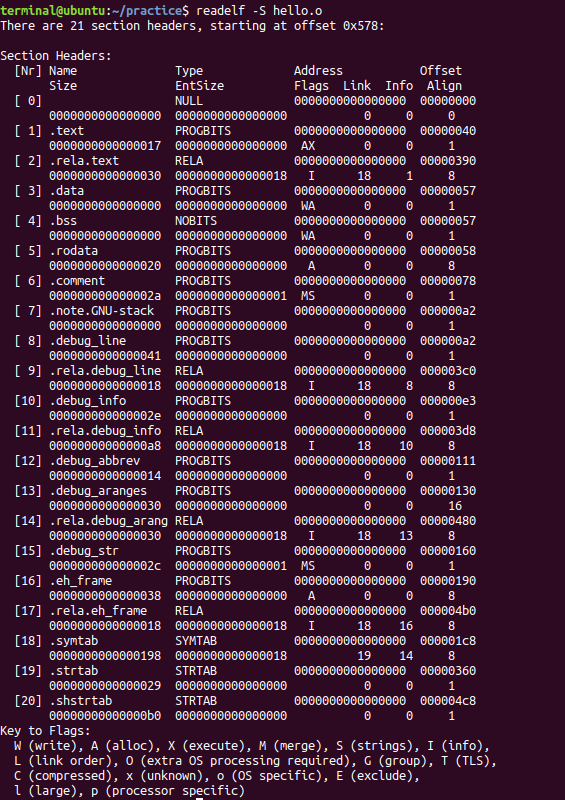 terminal@ubuntu:~/practice$ readelf -S hello.o
There are 21 section headers, starting at offset 0x578:
Section Headers:
  [Nr] Name              Type             Address           Offset
       Size              EntSize          Flags  Link  Info  Align
  [ 0]                   NULL             0000000000000000  00000000
       0000000000000000  0000000000000000           0     0     0
  [ 1] .text             PROGBITS         0000000000000000  00000040
       0000000000000017  0000000000000000  AX       0     0     1
  [ 2] .rela.text        RELA             0000000000000000  00000390
       0000000000000030  0000000000000018   I      18     1     8
  [ 3] .data             PROGBITS         0000000000000000  00000057
       0000000000000000  0000000000000000  WA       0     0     1
  [ 4] .bss              NOBITS           0000000000000000  00000057
       0000000000000000  0000000000000000  WA       0     0     1
  [ 5] .rodata           PROGBITS         0000000000000000  00000058
       0000000000000020  0000000000000000   A       0     0     8
  [ 6] .comment          PROGBITS         0000000000000000  00000078
       000000000000002a  0000000000000001  MS       0     0     1
  [ 7] .note.GNU-stack   PROGBITS         0000000000000000  000000a2
       0000000000000000  0000000000000000           0     0     1
  [ 8] .debug_line       PROGBITS         0000000000000000  000000a2
       0000000000000041  0000000000000000           0     0     1
  [ 9] .rela.debug_line  RELA             0000000000000000  000003c0
       0000000000000018  0000000000000018   I      18     8     8
  [10] .debug_info       PROGBITS         0000000000000000  000000e3
       000000000000002e  0000000000000000           0     0     1
  [11] .rela.debug_info  RELA             0000000000000000  000003d8
       00000000000000a8  0000000000000018   I      18    10     8
  [12] .debug_abbrev     PROGBITS         0000000000000000  00000111
       0000000000000014  0000000000000000           0     0     1
  [13] .debug_aranges    PROGBITS         0000000000000000  00000130
       0000000000000030  0000000000000000           0     0     16
  [14] .rela.debug_arang RELA             0000000000000000  00000480
       0000000000000030  0000000000000018   I      18    13     8
  [15] .debug_str        PROGBITS         0000000000000000  00000160
       000000000000002c  0000000000000001  MS       0     0     1
  [16] .eh_frame         PROGBITS         0000000000000000  00000190
       0000000000000038  0000000000000000   A       0     0     8
  [17] .rela.eh_frame    RELA             0000000000000000  000004b0
       0000000000000018  0000000000000018   I      18    16     8
  [18] .symtab           SYMTAB           0000000000000000  000001c8
       0000000000000198  0000000000000018          19    14     8
  [19] .strtab           STRTAB           0000000000000000  00000360
       0000000000000029  0000000000000000           0     0     1
  [20] .shstrtab         STRTAB           0000000000000000  000004c8
       00000000000000b0  0000000000000000           0     0     1
Key to Flags:
  W (write), A (alloc), X (execute), M (merge), S (strings), I (info),
  L (link order), O (extra OS processing required), G (group), T (TLS),
  C (compressed), x (unknown), o (OS specific), E (exclude),
  l (large), p (processor specific)